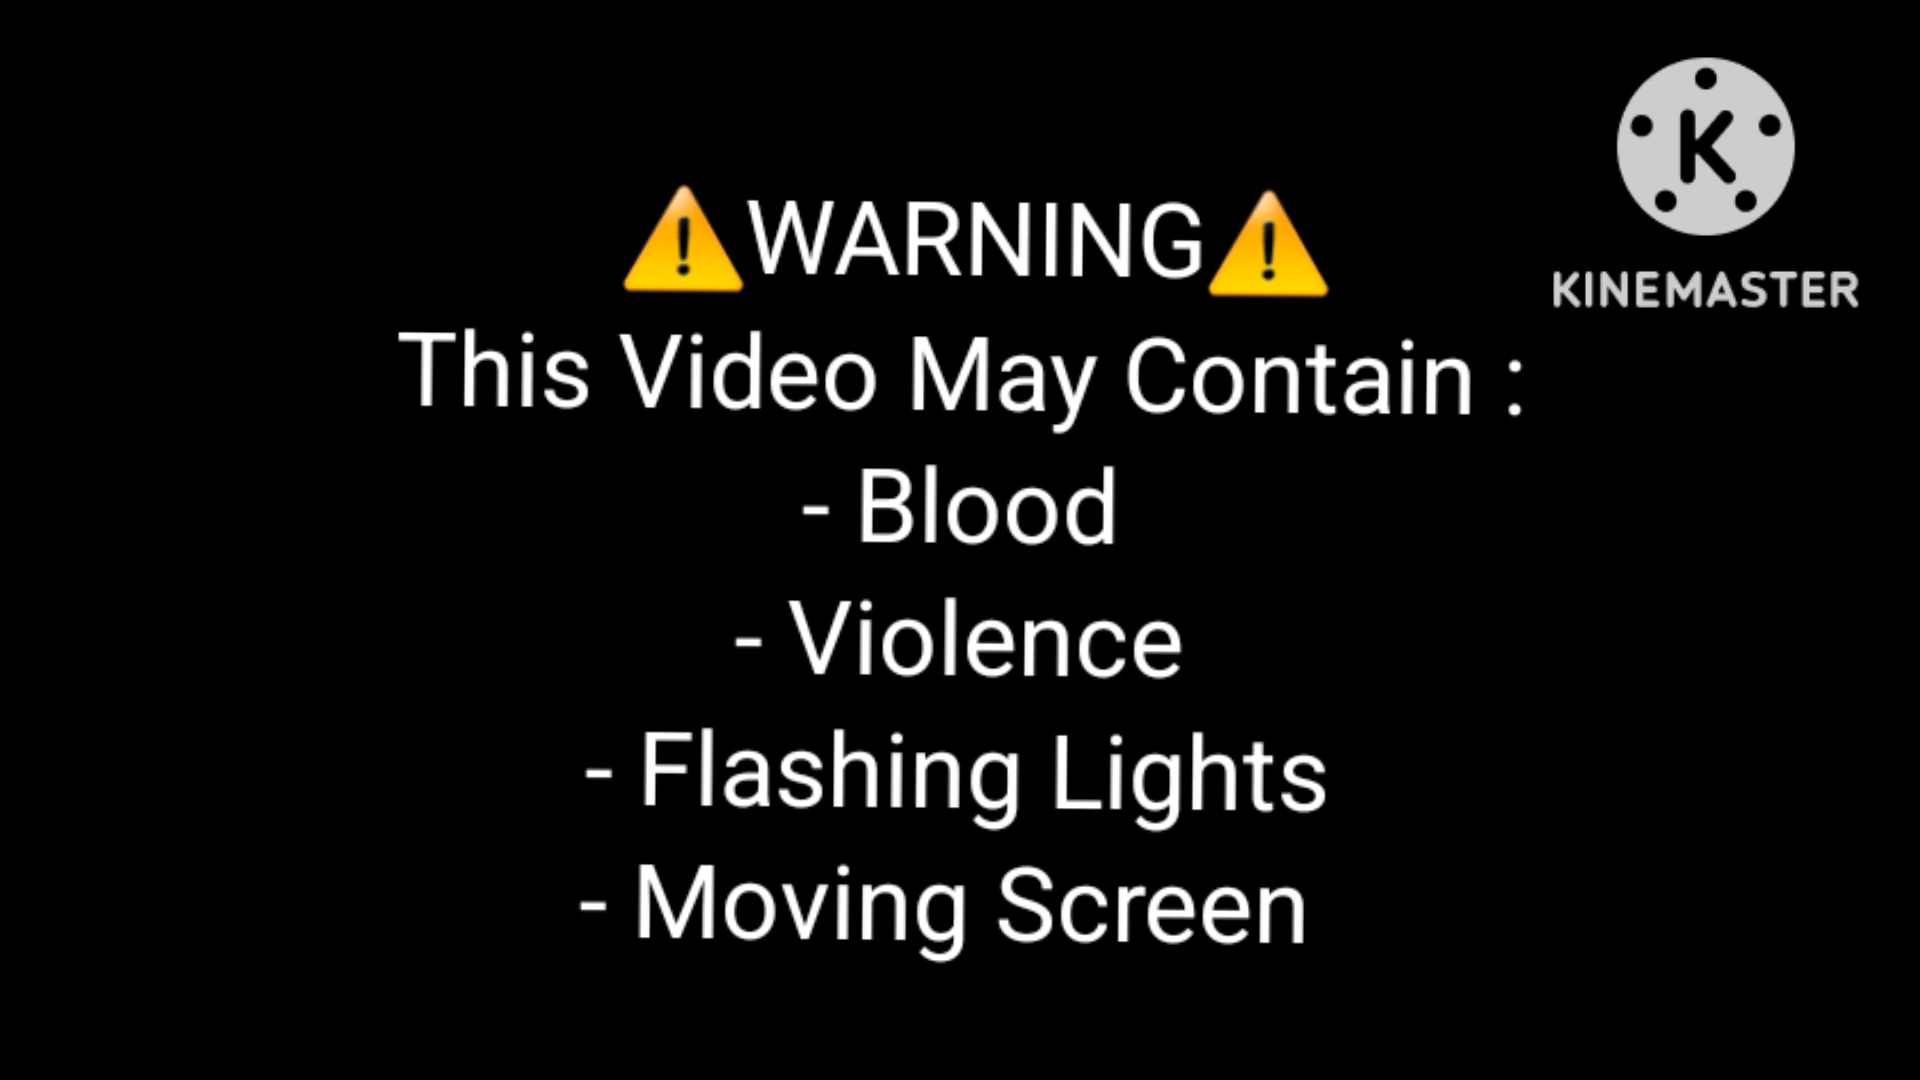 ⚠️WARNING⚠️
This Video May Contain :
- Blood
- Violence
- Flashing Lights
- Moving Screen
K
KINEMASTER